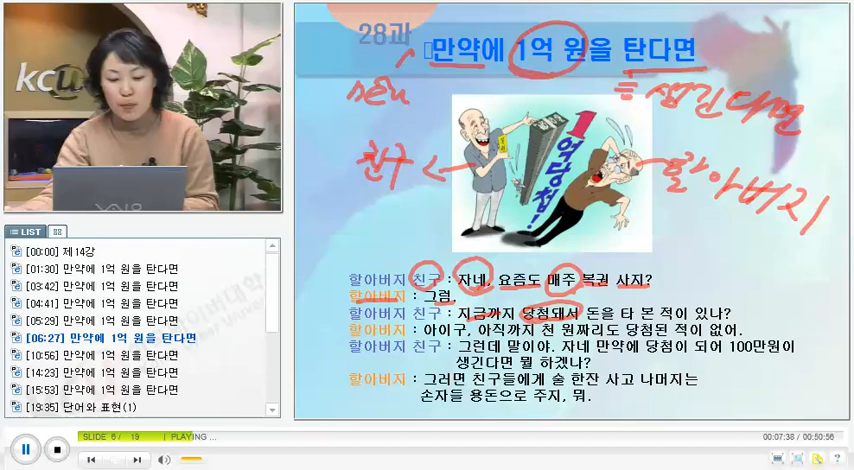 kcu
28과
만약에 1억 원을 탄다면
생긴다면
친구
할아버지
1억당첨!
할아버지 친구 : 자네, 요즘도 매주 복권 사지?
할아버지 : 그럼.
할아버지 친구 : 지금까지 당첨돼서 돈을 타 본 적이 있나?
할아버지 : 아이구, 아직까지 천 원짜리도 당첨된 적이 없어.
할아버지 친구 : 그런데 말이야. 자네 만약에 당첨이 되어 100만원이
생긴다면 뭘 하겠나?
할아버지 : 그러면 친구들에게 술 한잔 사고 나머지는
손자들 용돈으로 주지, 뭐.
LIST
[00:00] 제14강
[01:30] 만약에 1억 원을 탄다면
[03:42] 만약에 1억 원을 탄다면
[04:41] 만약에 1억 원을 탄다면
[05:29] 만약에 1억 원을 탄다면
[06:27] 만약에 1억 원을 탄다면
[10:56] 만약에 1억 원을 탄다면
[14:23] 만약에 1억 원을 탄다면
[15:53] 만약에 1억 원을 탄다면
[19:35] 단어와 표현(1)
SLIDE 6 / 19 | PLAYING ...
00:07:38 / 00:50:56